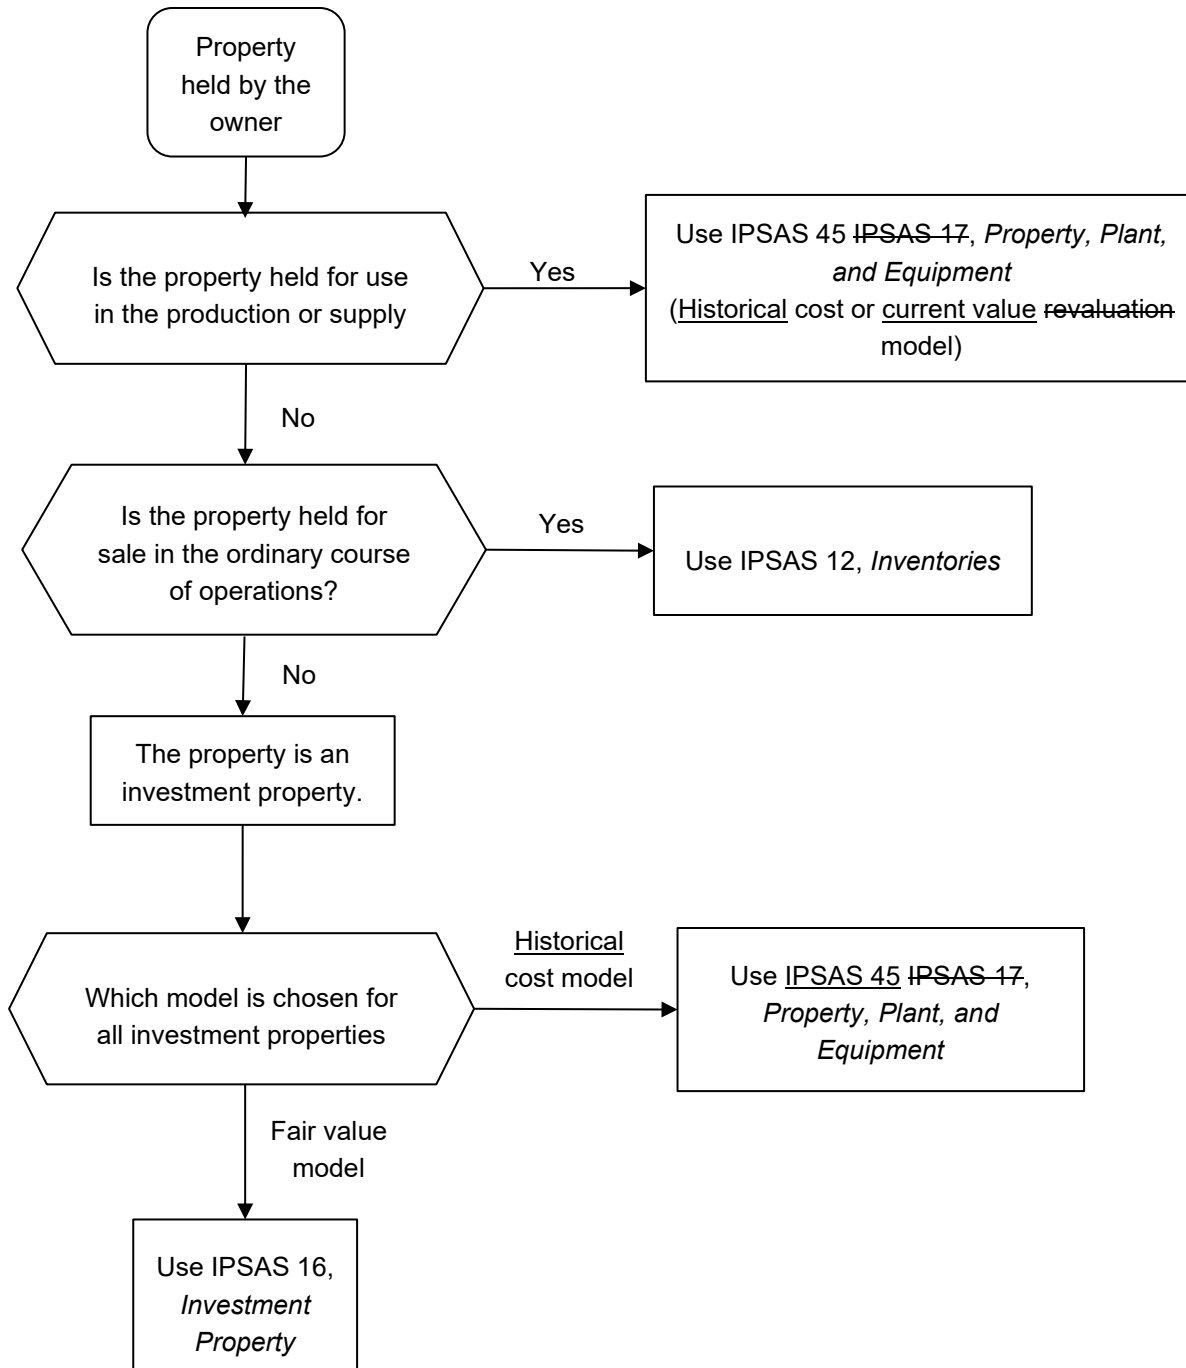 Property
held by the
owner
Is the property held for use
in the production or supply
Yes
Use IPSAS 45 IPSAS 17, Property, Plant,
and Equipment
(Historical cost or current value revaluation
model)
No
Is the property held for
sale in the ordinary course
of operations?
Yes
Use IPSAS 12, Inventories
No
The property is an
investment property.
Which model is chosen for
all investment properties
Historical
cost model
Use IPSAS 45 IPSAS 17,
Property, Plant, and
Equipment
Fair value
model
Use IPSAS 16,
Investment
Property